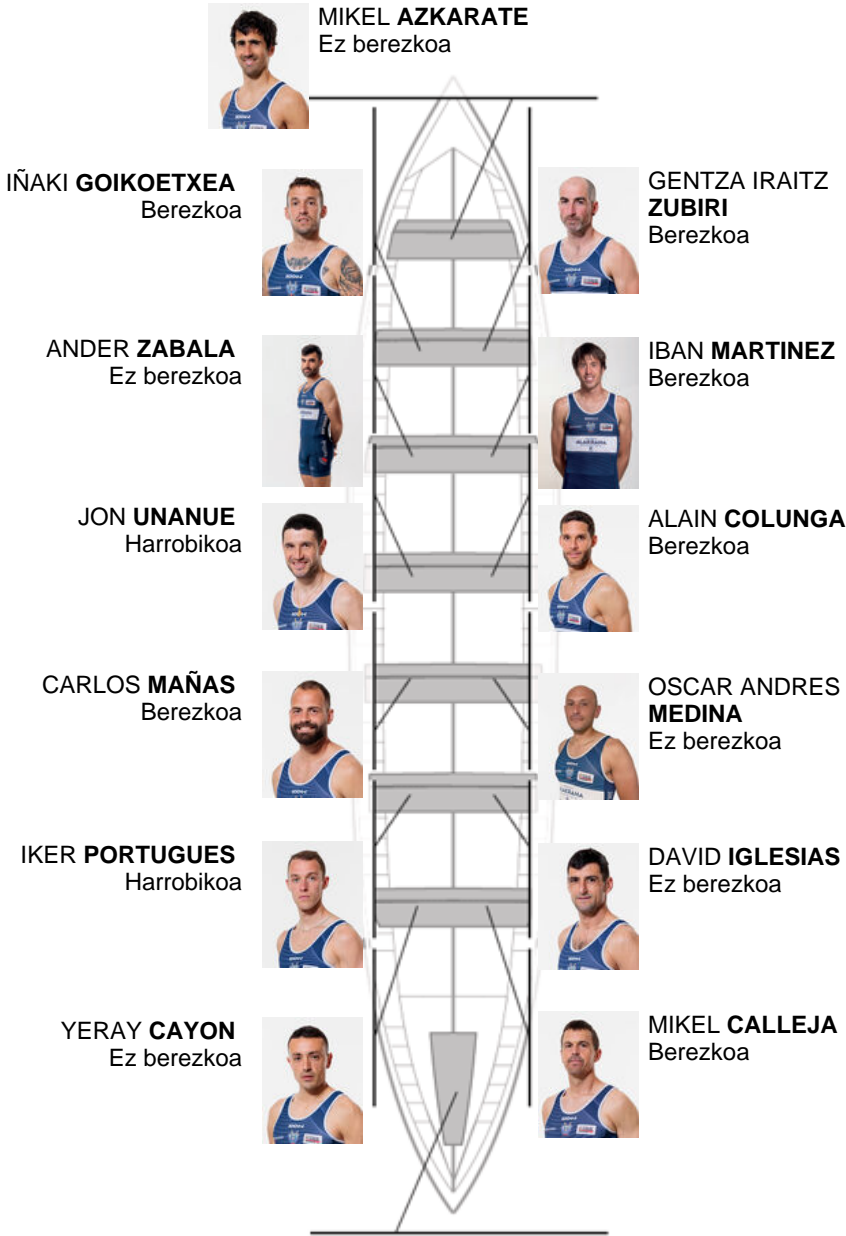 MIKEL AZKARATE
Ez berezkoa
IÑAKI GOIKOETXEA
Berezkoa
GENTZA IRAITZ
ZUBIRI
Berezkoa
ANDER ZABALA
Ez berezkoa
IBAN MARTINEZ
Berezkoa
JON UNANUE
Harrobikoa
ALAIN COLUNGA
Berezkoa
CARLOS MAÑAS
Berezkoa
OSCAR ANDRES
MEDINA
Ez berezkoa
IKER PORTUGUES
Harrobikoa
DAVID IGLESIAS
Ez berezkoa
YERAY CAYON
Ez berezkoa
MIKEL CALLEJA
Berezkoa